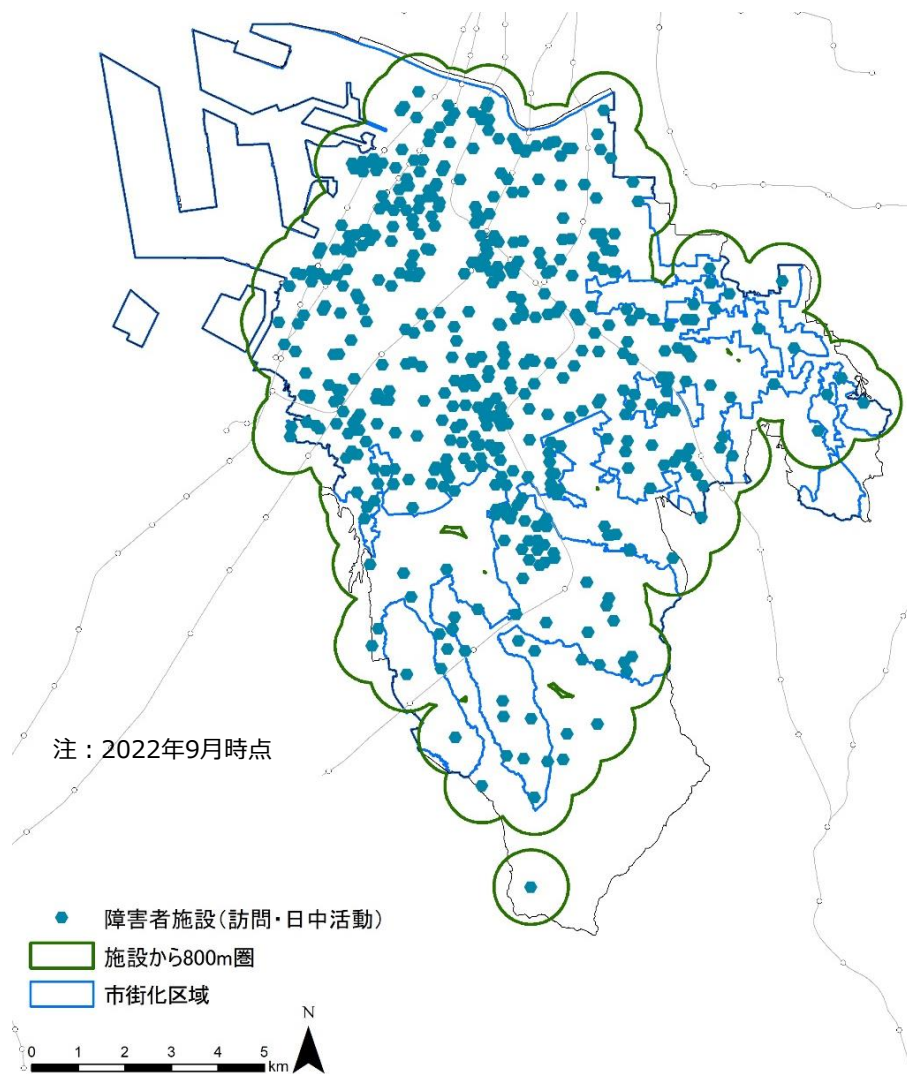 注：2022年9月時点
障害者施設(訪問・日中活動)
施設から800m圏
市街化区域
N
0 1 2 3 4 5
km